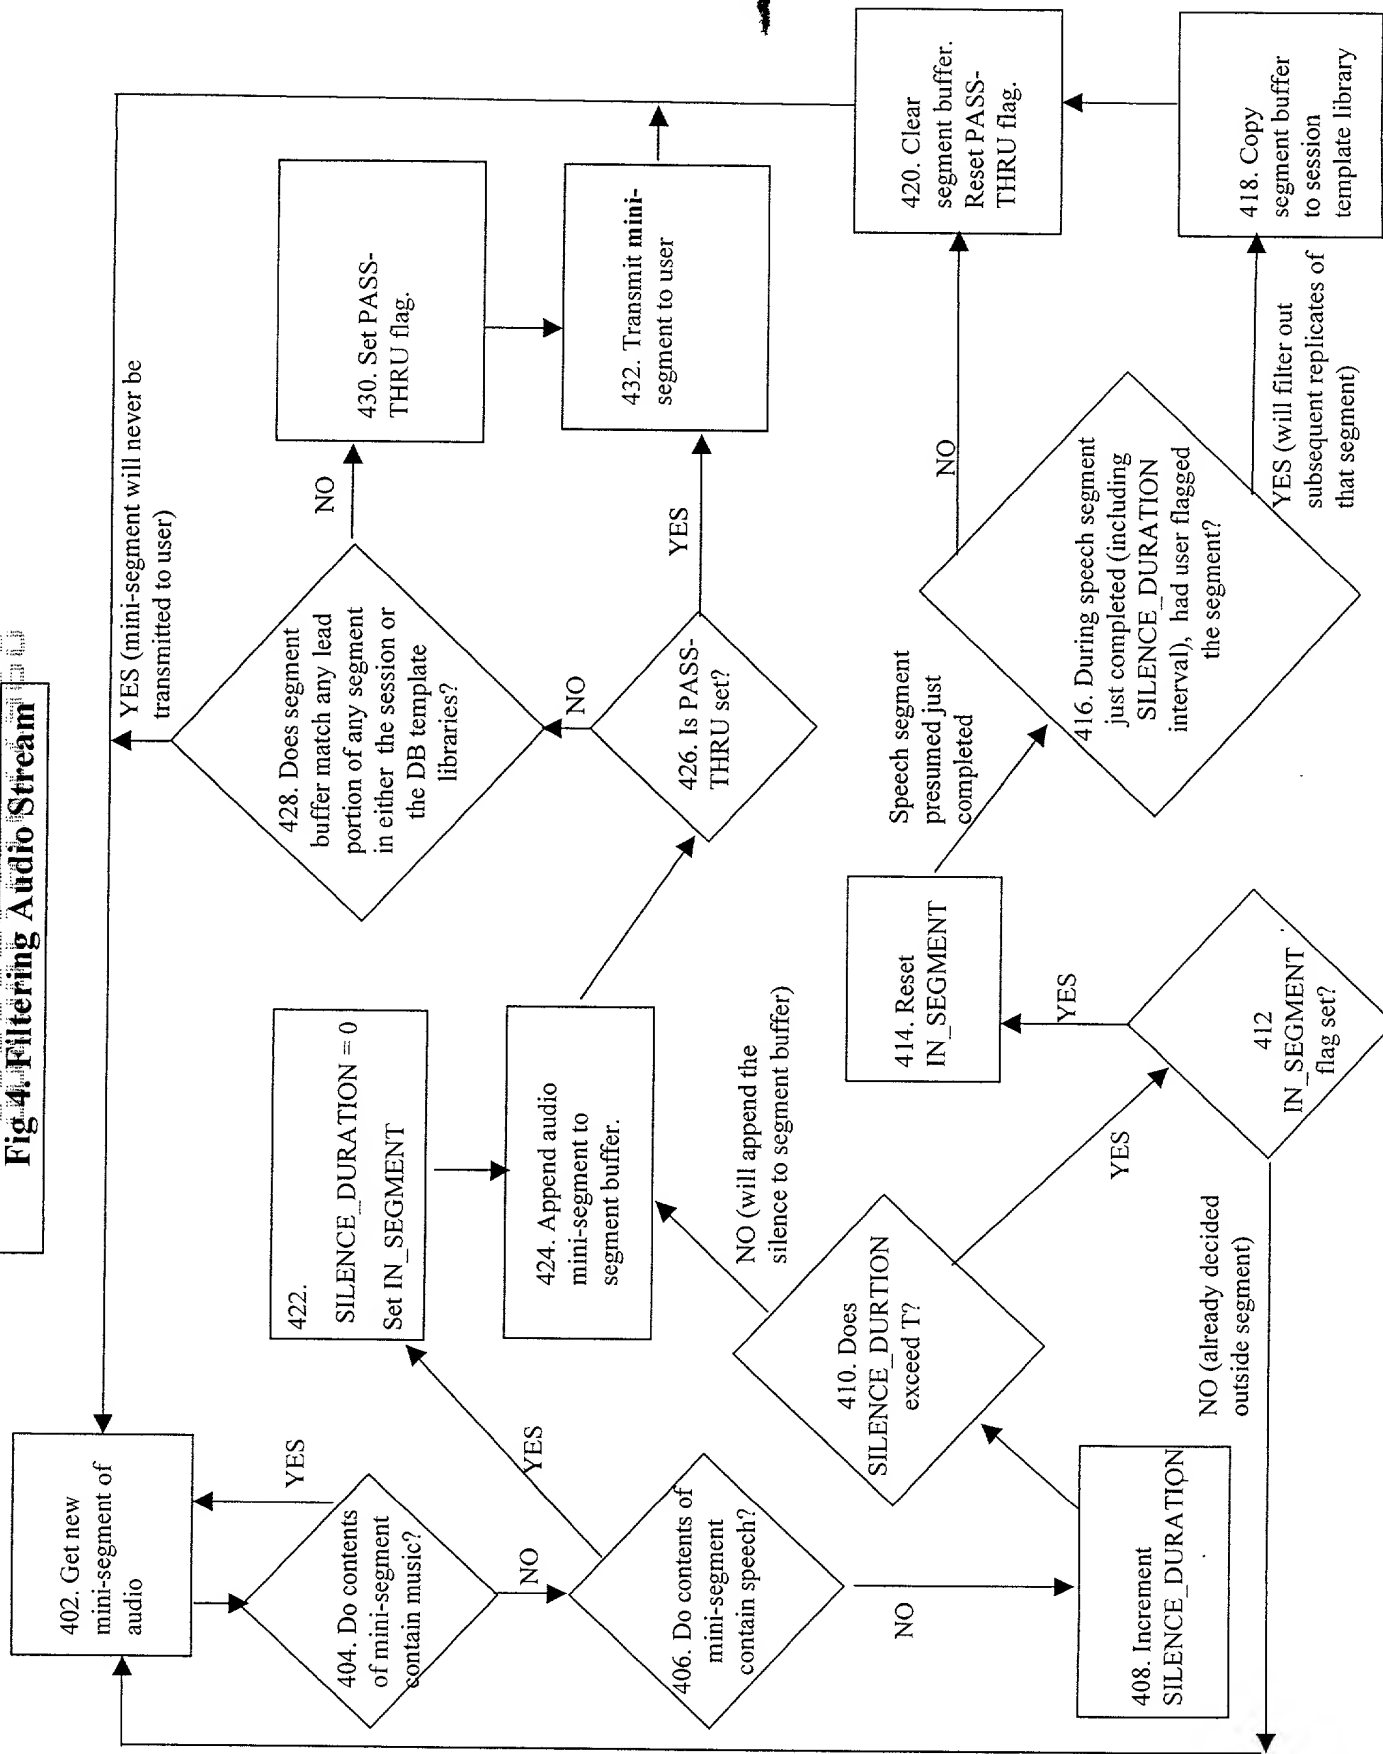 Fig 4. Filtering Audio Stream
402. Get new
mini-segment of
audio
YES
404. Do contents
of mini-segment
contain music?
NO
406. Do contents of
mini-segment
contain speech?
YES
NO
408. Increment
SILENCE_DURATION
410. Does
SILENCE_DURTION
exceed T?
NO (will append the
silence to segment buffer)
YES
412
IN_SEGMENT
flag set?
NO (already decided
outside segment)
YES
414. Reset
IN_SEGMENT
Speech segment
presumed just
completed
416. During speech segment
just completed (including
SILENCE_DURATION
interval), had user flagged
the segment?
NO
YES (will filter out
subsequent replicates of
that segment)
418. Copy
segment buffer
to session
template library
420. Clear
segment buffer.
Reset PASS-
THRU flag.
422.
SILENCE_DURATION = 0
Set IN_SEGMENT
424. Append audio
mini-segment to
segment buffer.
426. Is PASS-
THRU set?
NO
YES
428. Does segment
buffer match any lead
portion of any segment
in either the session or
the DB template
libraries?
YES (mini-segment will never be
transmitted to user)
NO
430. Set PASS-
THRU flag.
432. Transmit mini-
segment to user